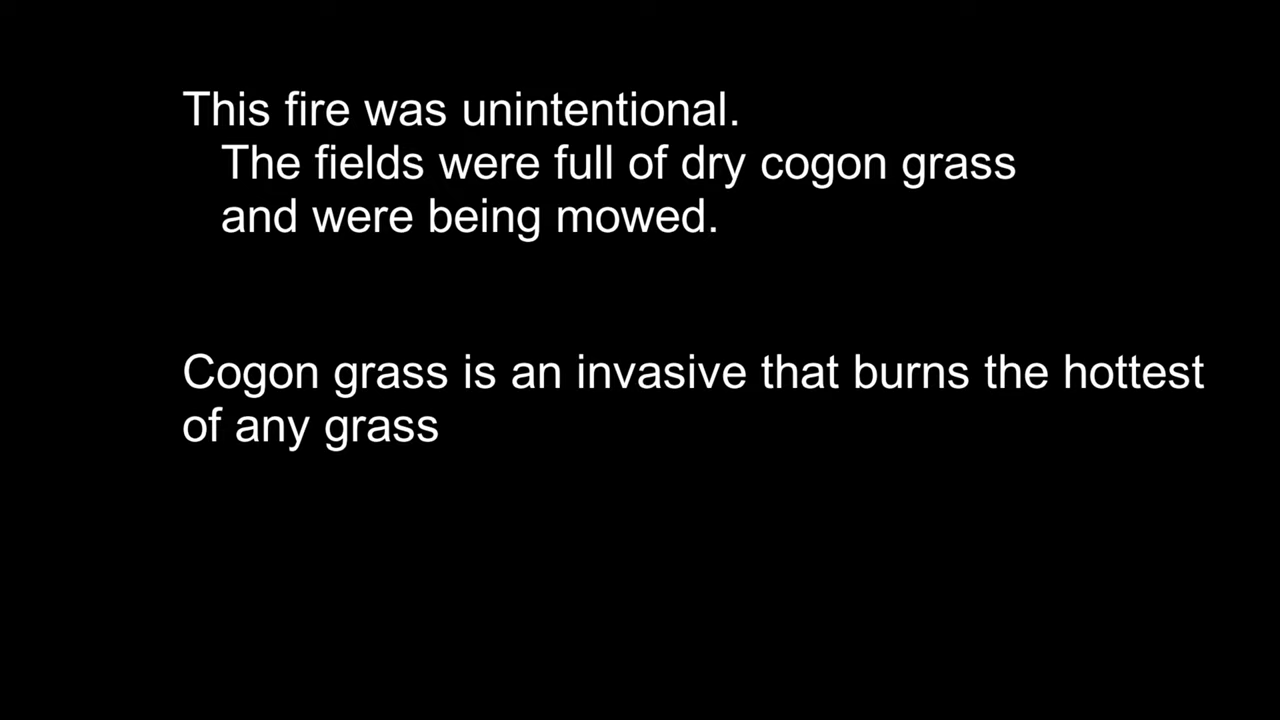 This fire was unintentional.
The fields were full of dry cogon grass
and were being mowed.
Cogon grass is an invasive that burns the hottest
of any grass